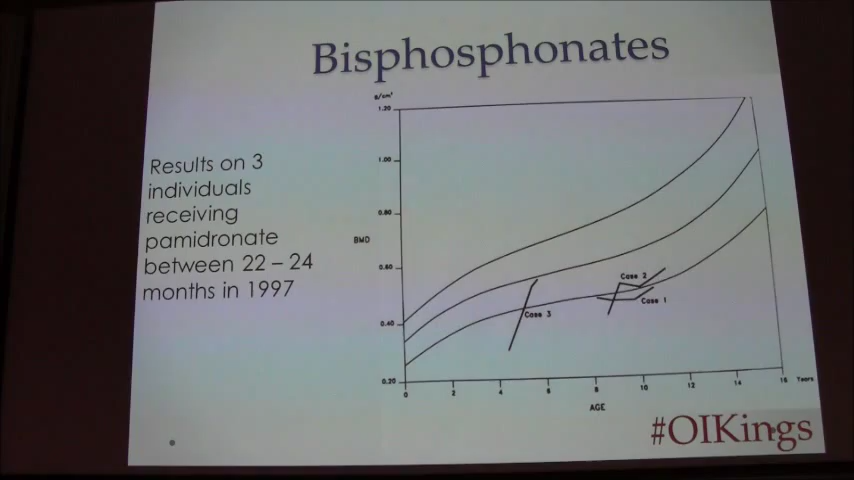 Bisphosphonates
Results on 3
individuals
receiving
pamidronate
between 22 – 24
months in 1997
g/cm²
1.20
1.00
0.80
BMD
0.60
0.40
0.20
Case 2
Case 1
Case 3
0 2 4 6 8 10 12 14 16 Years
AGE
#OIKings